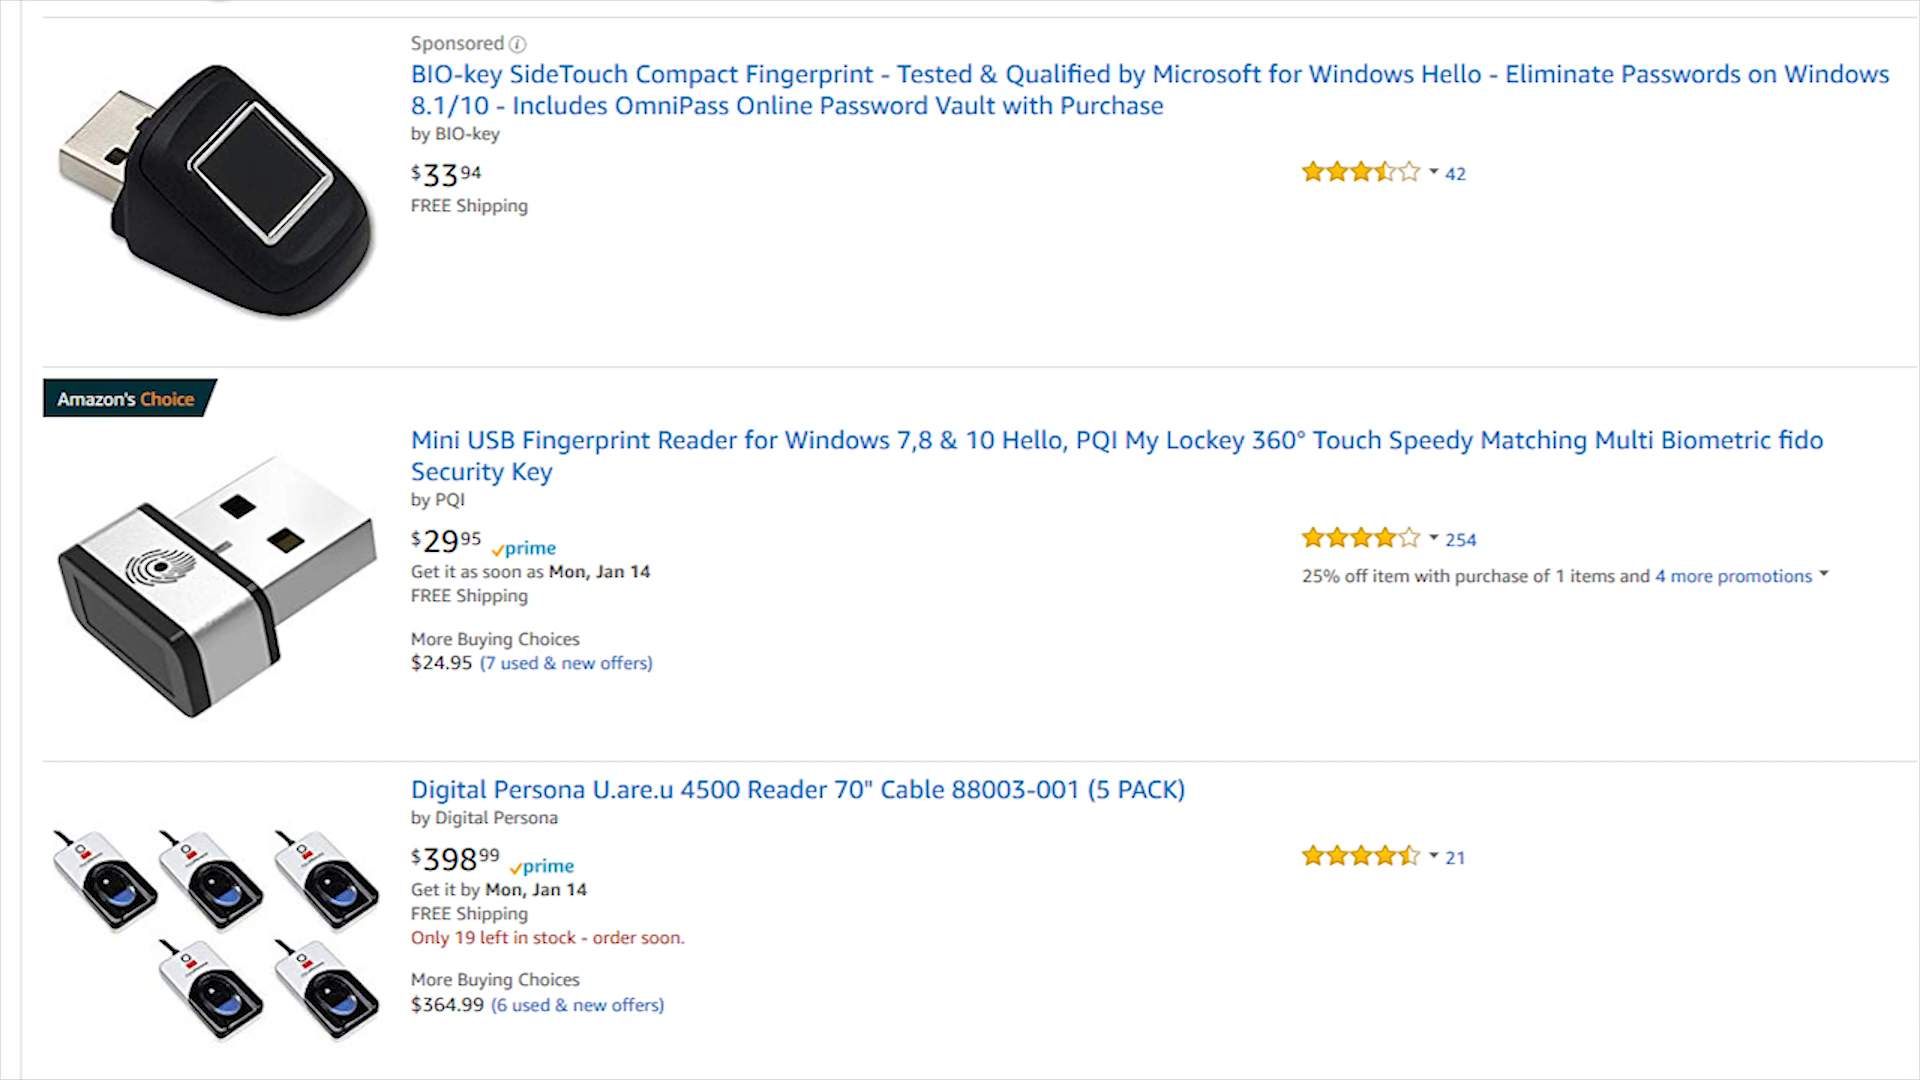 Sponsored
BIO-key SideTouch Compact Fingerprint - Tested & Qualified by Microsoft for Windows Hello - Eliminate Passwords on Windows
8.1/10 - Includes OmniPass Online Password Vault with Purchase
by BIO-key
$33 94
42
FREE Shipping
Amazon's Choice
Mini USB Fingerprint Reader for Windows 7,8 & 10 Hello, PQI My Lockey 360° Touch Speedy Matching Multi Biometric fido
Security Key
by PQI
$29 95 prime
254
Get it as soon as Mon, Jan 14
25% off item with purchase of 1 items and 4 more promotions
FREE Shipping
More Buying Choices
$24.95 (7 used & new offers)
Digital Persona U.are.u 4500 Reader 70" Cable 88003-001 (5 PACK)
by Digital Persona
$398 99 prime
21
Get it by Mon, Jan 14
FREE Shipping
Only 19 left in stock - order soon.
More Buying Choices
$364.99 (6 used & new offers)